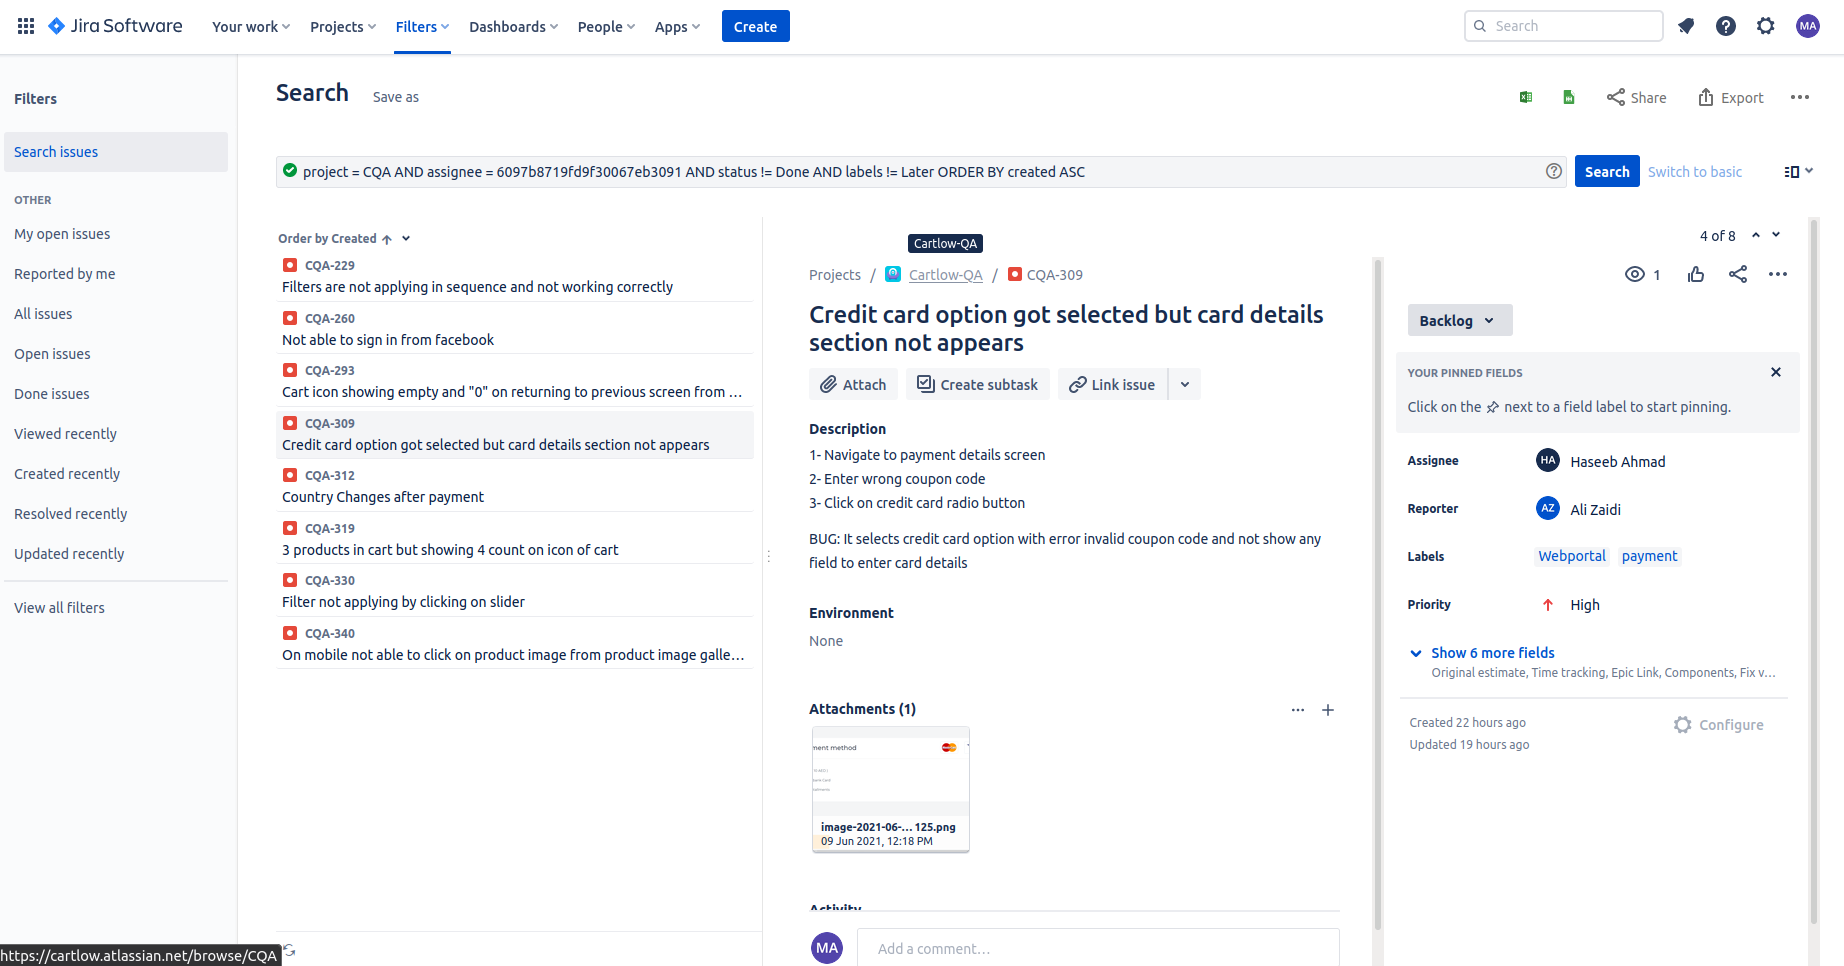 Jira Software
Your work
Projects
Filters
Dashboards
People
Apps
Create
Search
MA
Filters
Search issues
OTHER
My open issues
Reported by me
All issues
Open issues
Done issues
Viewed recently
Created recently
Resolved recently
Updated recently
View all filters
Search
Save as
Share
Export
project = CQA AND assignee = 6097b8719fd9f30067eb3091 AND status != Done AND labels != Later ORDER BY created ASC
Search
Switch to basic
Order by Created
CQA-229
Filters are not applying in sequence and not working correctly
CQA-260
Not able to sign in from facebook
CQA-293
Cart icon showing empty and "0" on returning to previous screen from ...
CQA-309
Credit card option got selected but card details section not appears
CQA-312
Country Changes after payment
CQA-319
3 products in cart but showing 4 count on icon of cart
CQA-330
Filter not applying by clicking on slider
CQA-340
On mobile not able to click on product image from product image galle...
Cartlow-QA
4 of 8
Projects / Cartlow-QA / CQA-309
1
Credit card option got selected but card details
section not appears
Attach
Create subtask
Link issue
Description
1- Navigate to payment details screen
2- Enter wrong coupon code
3- Click on credit card radio button
BUG: It selects credit card option with error invalid coupon code and not show any
field to enter card details
Environment
None
Attachments (1)
ment method
image-2021-06-... 125.png
09 Jun 2021, 12:18 PM
Activity
MA
Add a comment...
Backlog
YOUR PINNED FIELDS
Click on the next to a field label to start pinning.
Assignee
HA Haseeb Ahmad
Reporter
AZ Ali Zaidi
Labels
Webportal payment
Priority
High
Show 6 more fields
Original estimate, Time tracking, Epic Link, Components, Fix v...
Created 22 hours ago
Updated 19 hours ago
Configure
https://cartlow.atlassian.net/browse/CQA